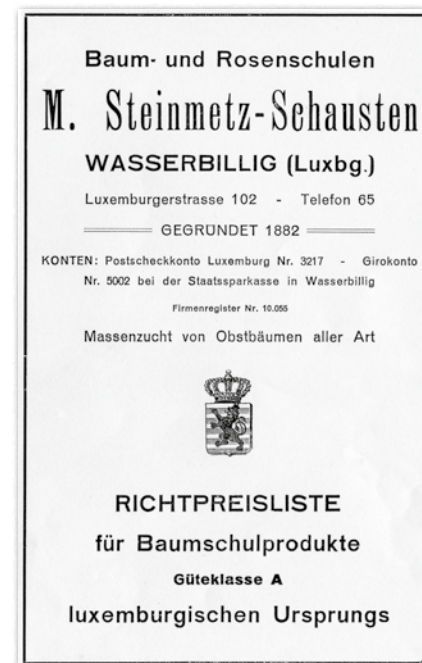 Baum- und Rosenschulen
M. Steinmetz-Schausten
WASSERBILLIG (Luxbg.)
Luxemburgerstrasse 102 - Telefon 65
GEGRÜNDET 1882
KONTEN: Postscheckkonto Luxemburg Nr. 3217 - Girokonto
Nr. 5002 bei der Staatssparkasse in Wasserbillig
Firmenregister Nr. 10.055
Massenzucht von Obstbäumen aller Art
RICHTPREISLISTE
für Baumschulprodukte
Güteklasse A
luxemburgischen Ursprungs